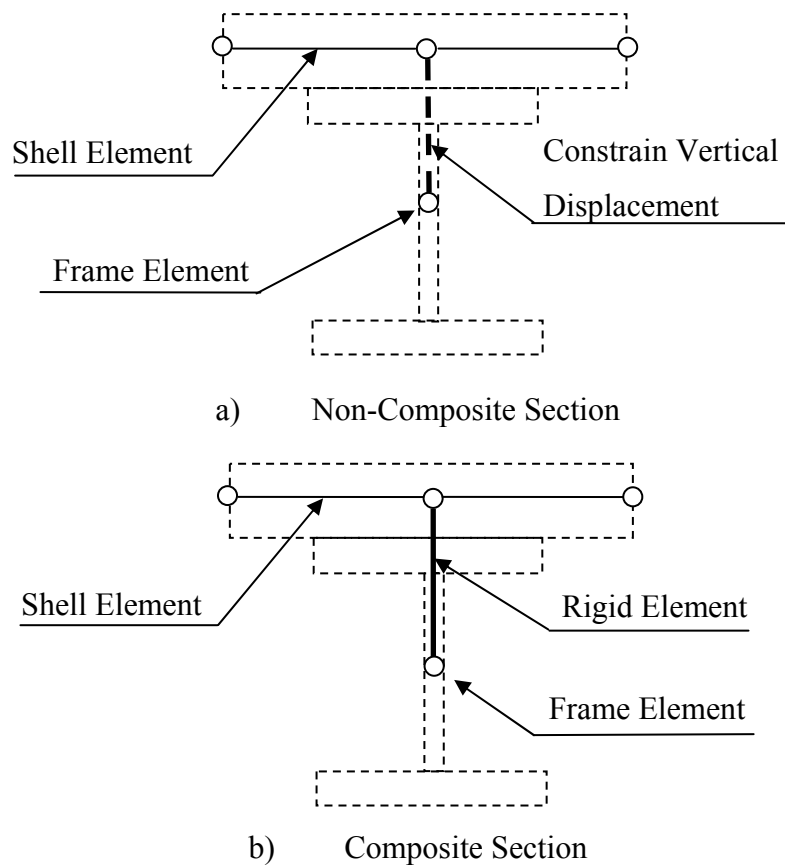 Shell Element
Constrain Vertical
Displacement
Frame Element
a) Non-Composite Section
Shell Element
Rigid Element
Frame Element
b) Composite Section